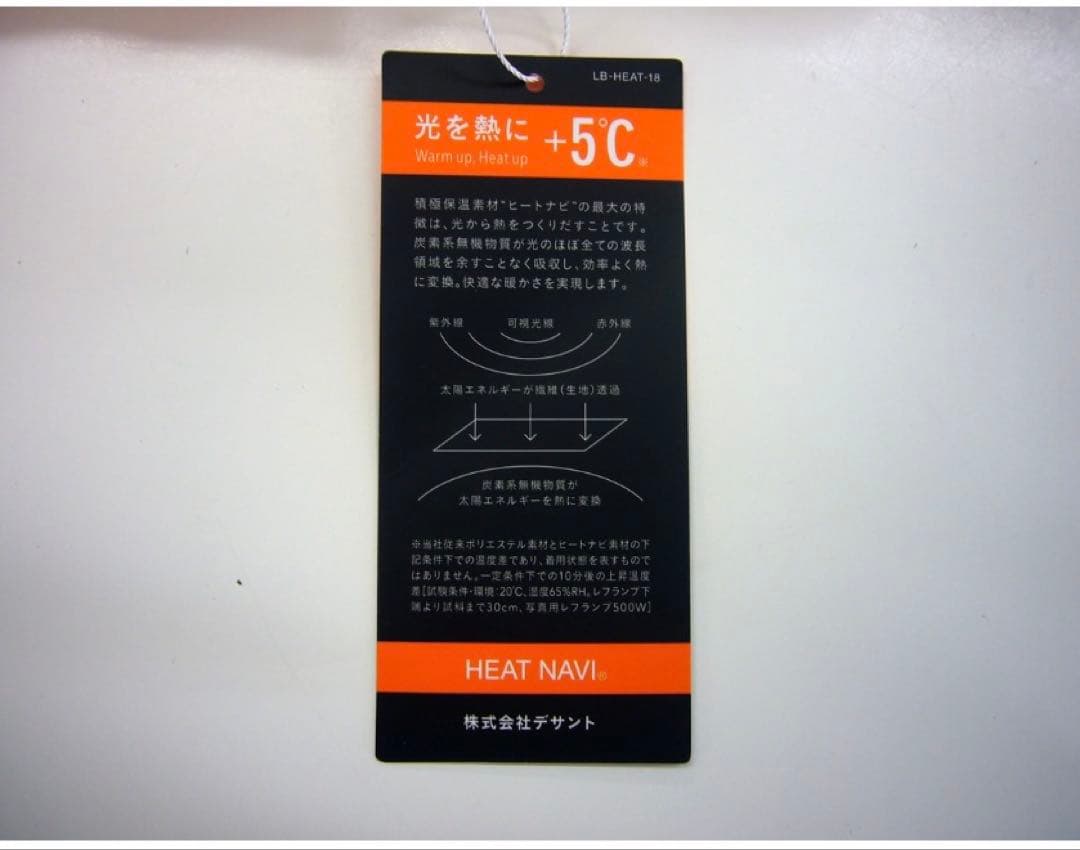 LB-HEAT-18
光を熱に +5℃※
Warm up, Heat up
積極保温素材"ヒートナビ"の最大の特
徴は、光から熱をつくりだすことです。
炭素系無機物質が光のほぼ全ての波長
領域を余すことなく吸収し、効率よく熱
に変換。快適な暖かさを実現します。
紫外線 可視光線 赤外線
太陽エネルギーが繊維(生地)透過
炭素系無機物質が
太陽エネルギーを熱に変換
※当社従来ポリエステル素材とヒートナビ素材の下
記条件下での温度差であり、着用状態を表すもので
はありません。一定条件下での10分後の上昇温度
差[試験条件・環境:20℃、湿度65%RH。レフランプ下
端より試料まで30cm、写真用レフランプ500W]
HEAT NAVI®
株式会社デサント